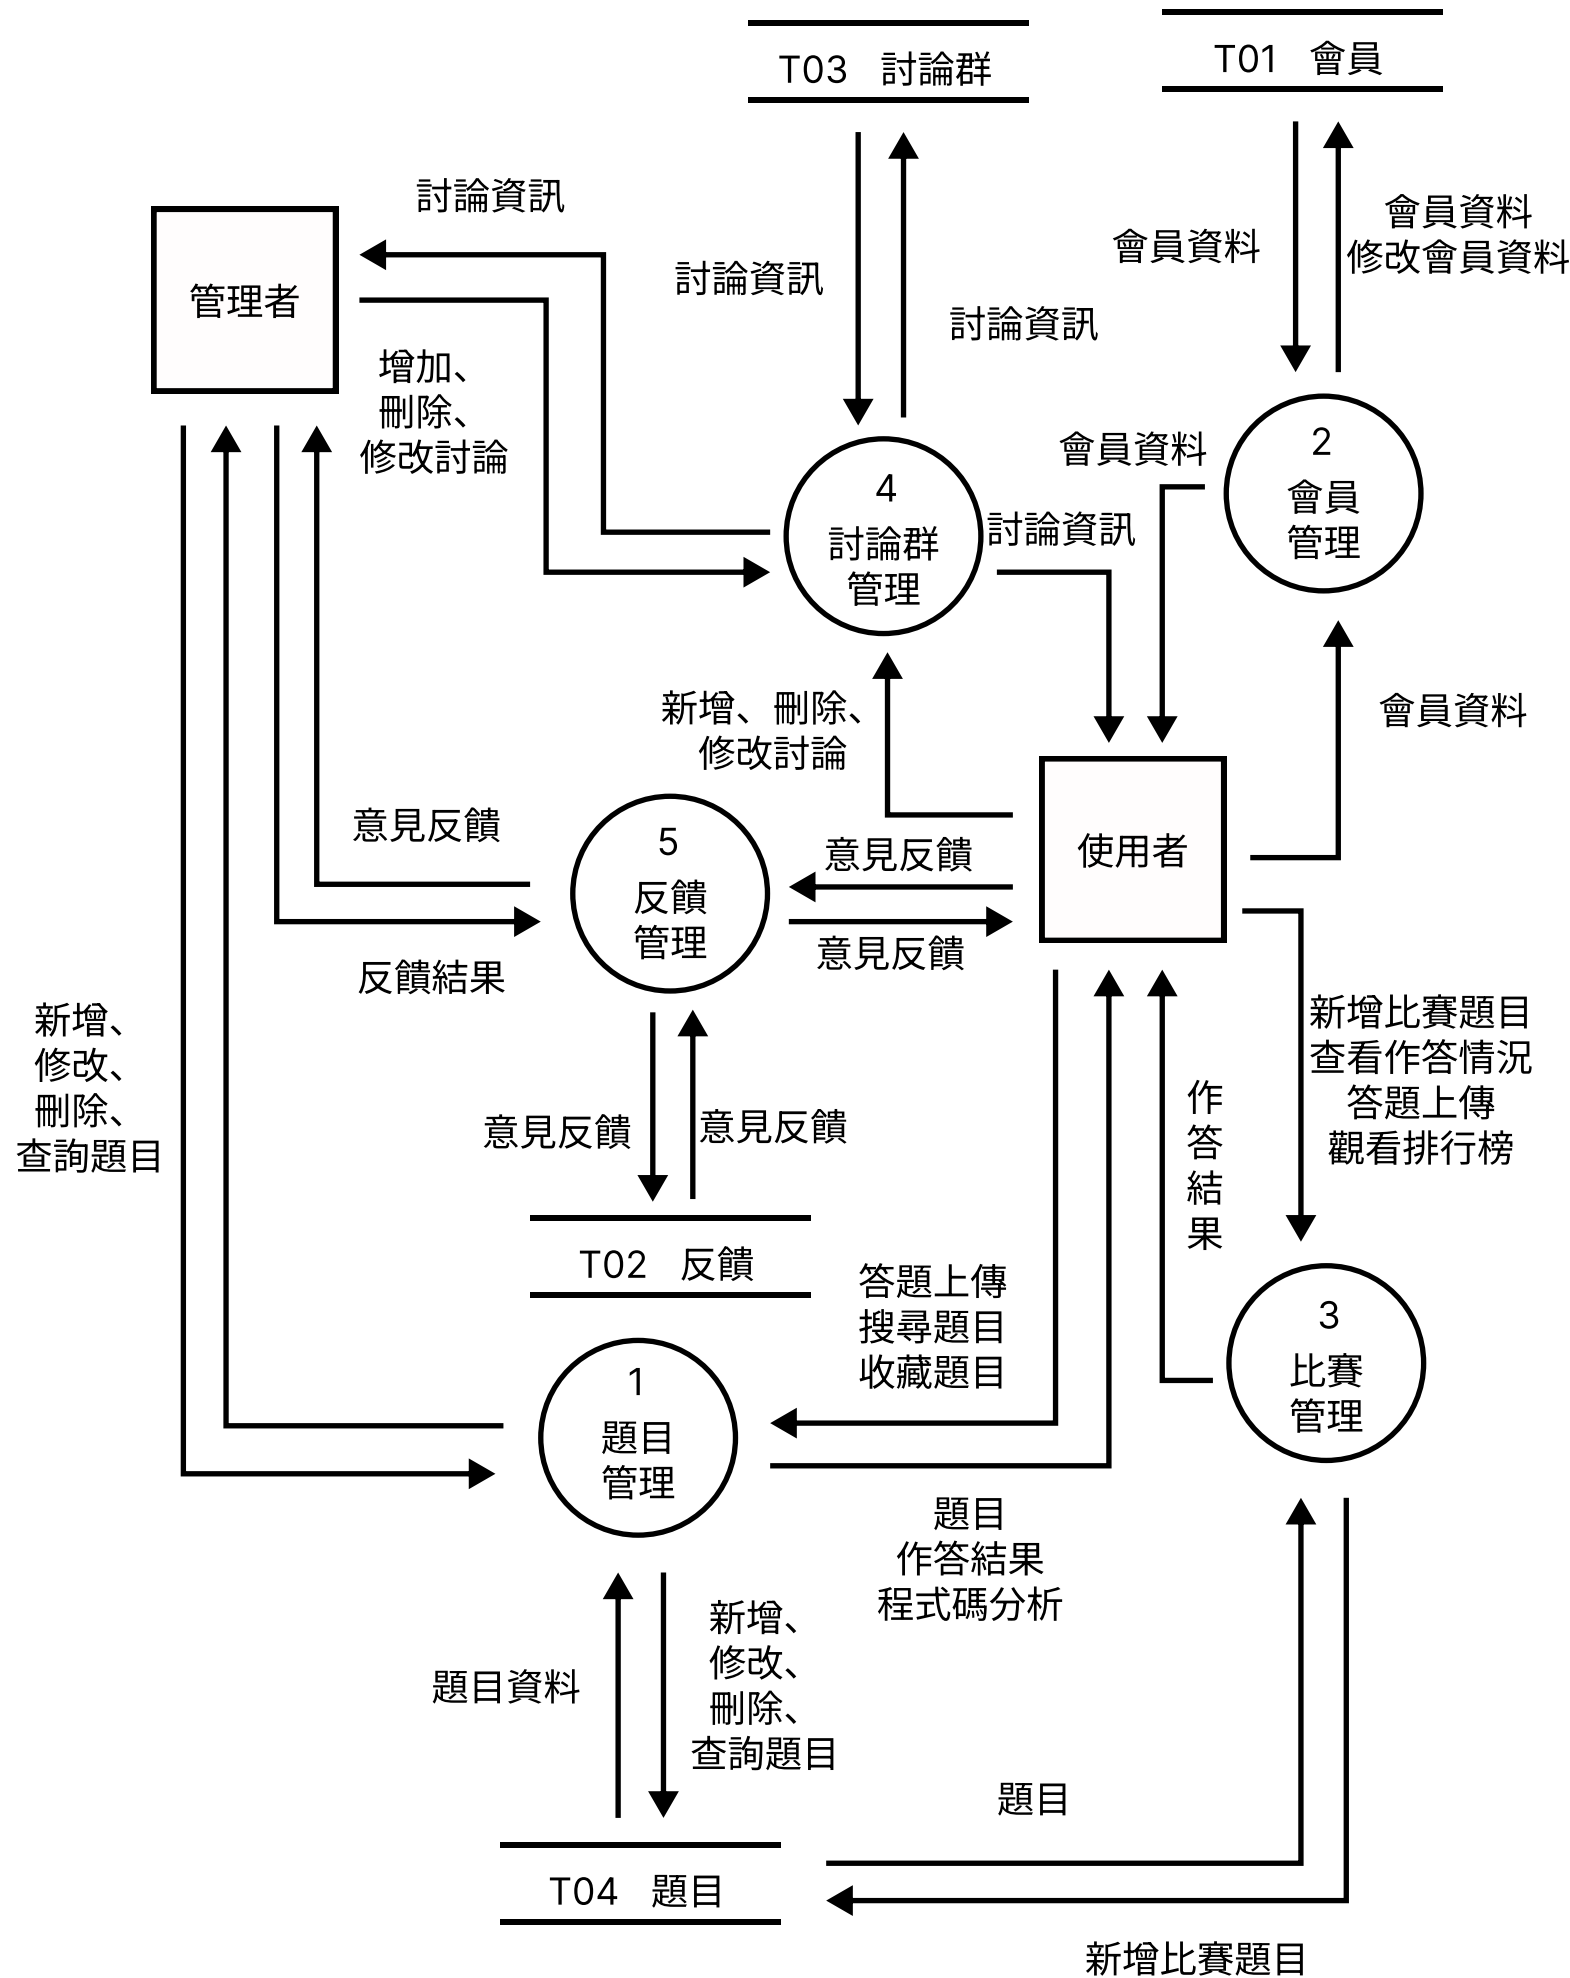 T03 討論群
T01 會員
討論資訊
會員資料
修改會員資料
會員資料
討論資訊
管理者
討論資訊
增加、
刪除、
修改討論
會員資料
2
會員
管理
4
討論群
管理
討論資訊
新增、刪除、
修改討論
會員資料
意見反饋
5
反饋
管理
意見反饋
使用者
意見反饋
反饋結果
新增、
修改、
刪除、
查詢題目
新增比賽題目
查看作答情況
答題上傳
觀看排行榜
作
答
結
果
意見反饋
意見反饋
T02 反饋
答題上傳
搜尋題目
收藏題目
3
比賽
管理
1
題目
管理
題目
作答結果
程式碼分析
新增、
修改、
刪除、
查詢題目
題目資料
題目
T04 題目
新增比賽題目